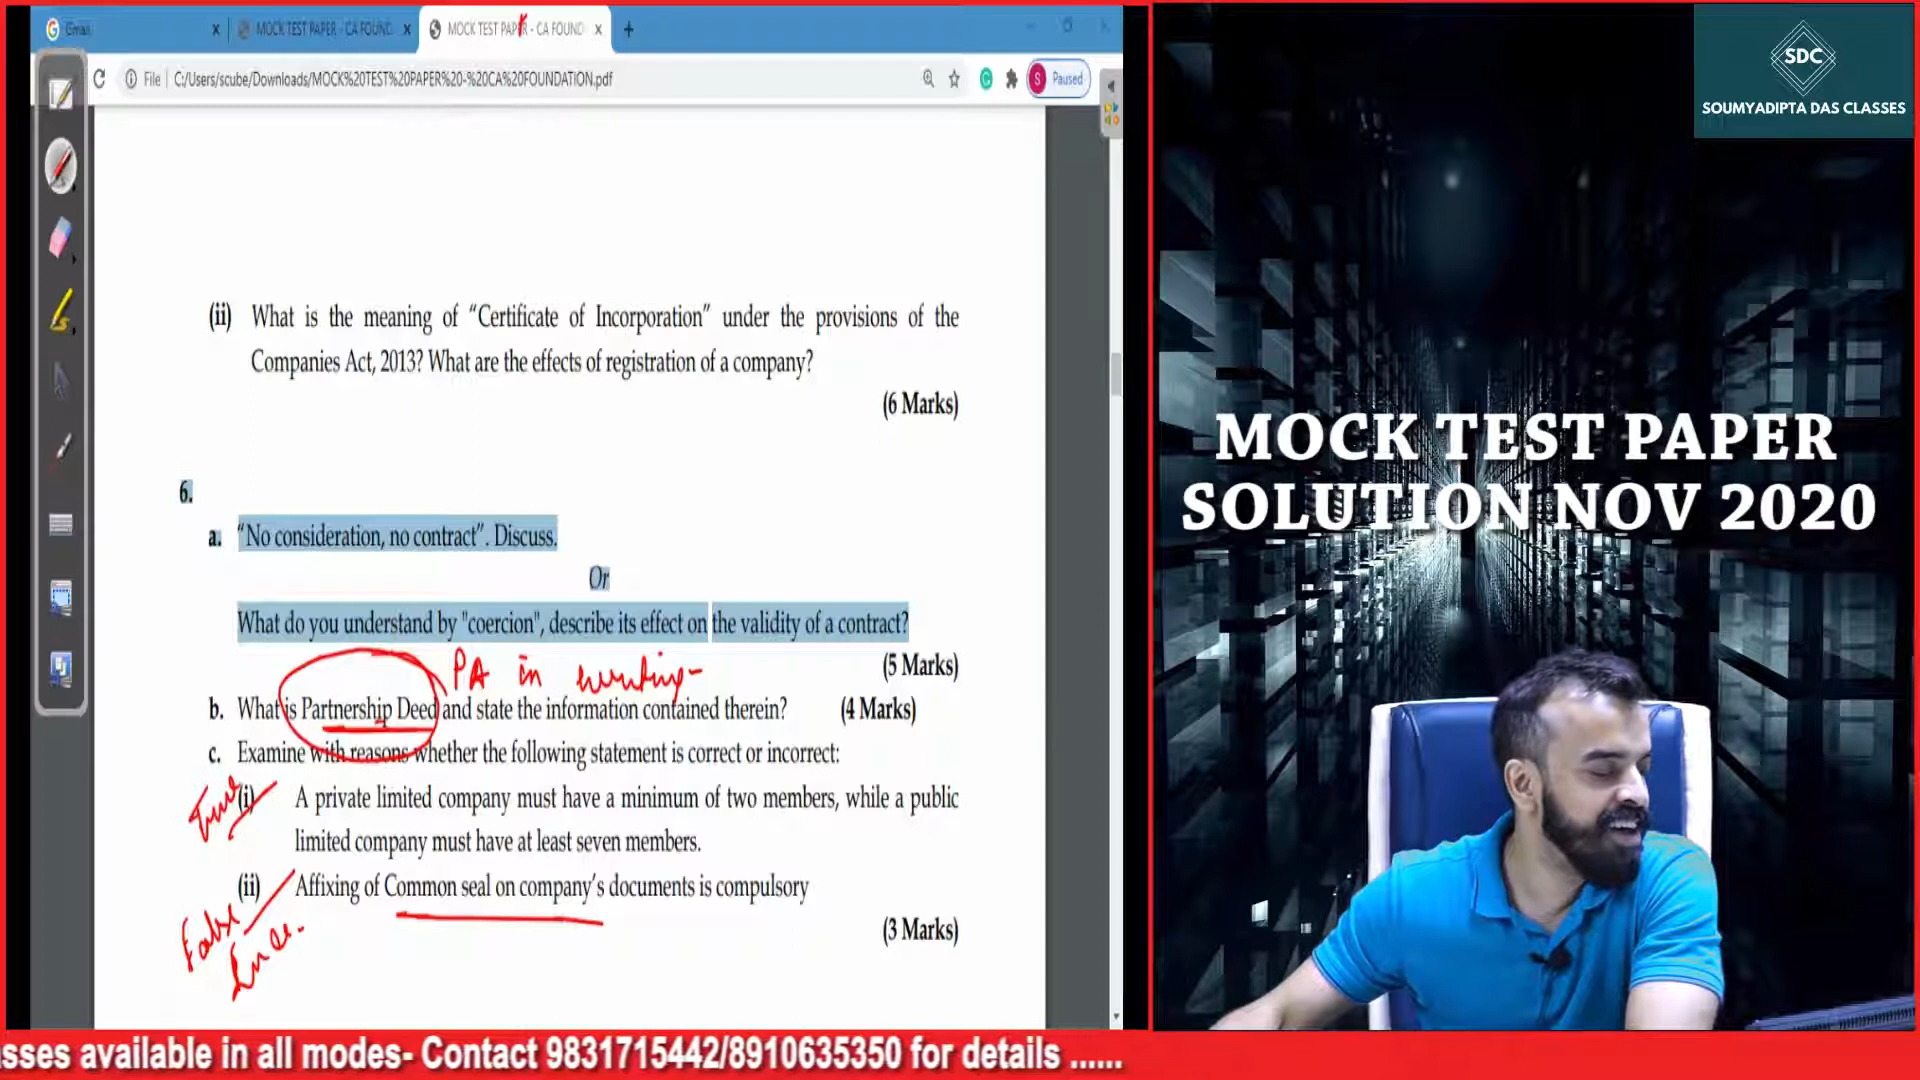 Gmail
MOCK TEST PAPER - CA FOUND
MOCK TEST PAPER - CA FOUND
File
C:/Users/scube/Downloads/MOCK%20TEST%20PAPER%20-%20CA%20FOUNDATION.pdf
S
Paused
SDC
SOUMYADIPTA DAS CLASSES
(ii) What is the meaning of “Certificate of Incorporation” under the provisions of the
Companies Act, 2013? What are the effects of registration of a company?
(6 Marks)
6.
a. “No consideration, no contract”. Discuss.
Or
What do you understand by "coercion", describe its effect on the validity of a contract?
(5 Marks)
PA in writing
b. What is Partnership Deed and state the information contained therein? (4 Marks)
c. Examine with reasons whether the following statement is correct or incorrect:
True
(i) A private limited company must have a minimum of two members, while a public
limited company must have at least seven members.
(ii) Affixing of Common seal on company’s documents is compulsory
False
(3 Marks)
MOCK TEST PAPER
SOLUTION NOV 2020
asses available in all modes- Contact 9831715442/8910635350 for details ......